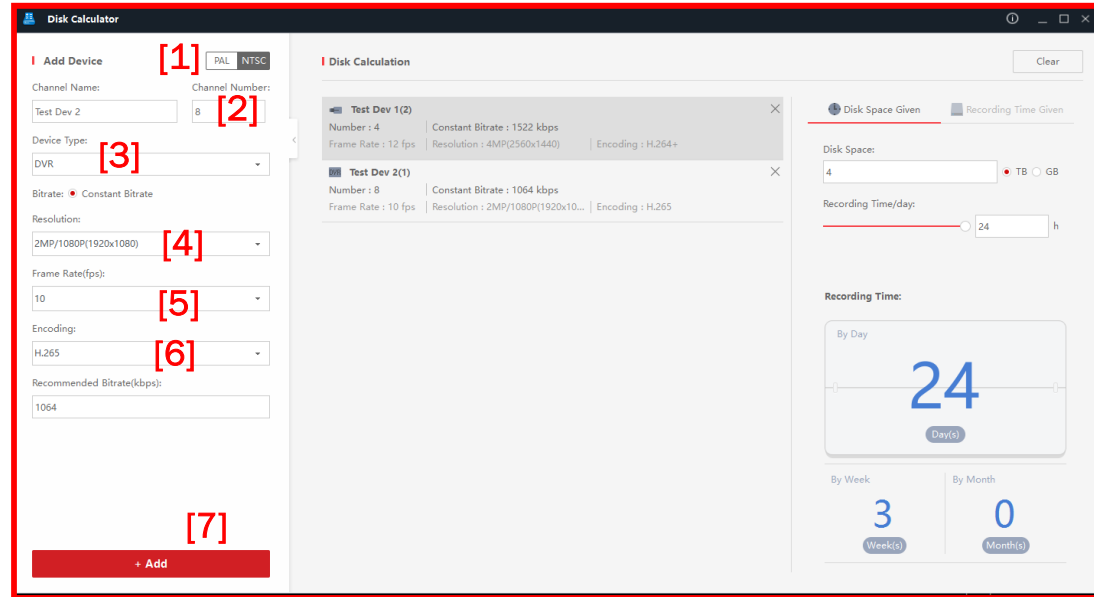 Disk Calculator
Add Device
[1]
PAL NTSC
Channel Name:
Channel Number:
Test Dev 2
8
[2]
Device Type:
[3]
DVR
Bitrate: Constant Bitrate
Resolution:
2MP/1080P(1920x1080)
[4]
Frame Rate(fps):
10
[5]
Encoding:
H.265
[6]
Recommended Bitrate(kbps):
1064
[7]
+ Add
Disk Calculation
Clear
Test Dev 1(2)
Number : 4 Constant Bitrate : 1522 kbps
Frame Rate : 12 fps Resolution : 4MP(2560x1440) Encoding : H.264+
DVR Test Dev 2(1)
Number : 8 Constant Bitrate : 1064 kbps
Frame Rate : 10 fps Resolution : 2MP/1080P(1920x10... Encoding : H.265
Disk Space Given
Recording Time Given
Disk Space:
4 TB GB
Recording Time/day:
24 h
Recording Time:
By Day
24
Day(s)
By Week
3
Week(s)
By Month
0
Month(s)